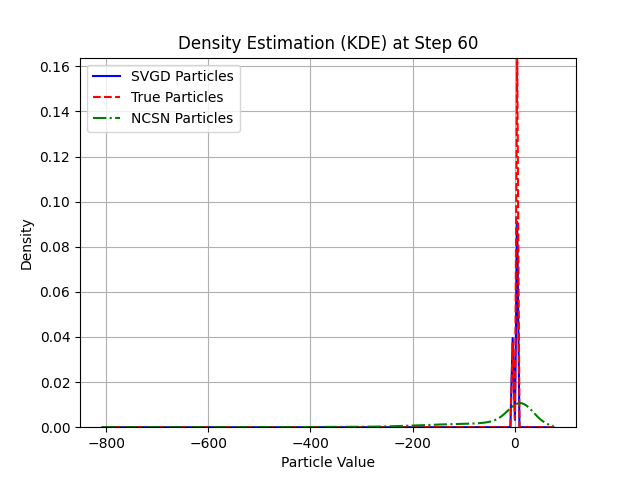 Density Estimation (KDE) at Step 60
SVGD Particles
True Particles
NCSN Particles
0.16
0.14
0.12
0.10
0.08
0.06
0.04
0.02
0.00
Density
−800
−600
−400
−200
0
Particle Value